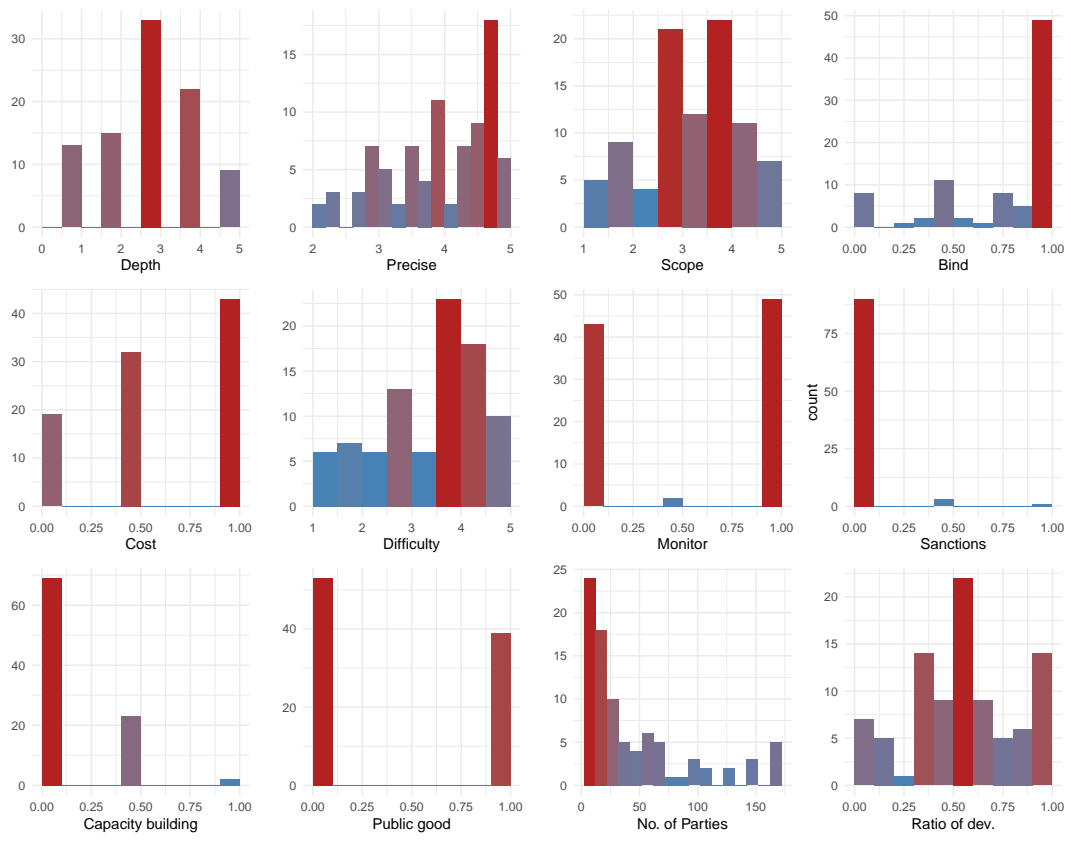 30
20
10
0
0 1 2 3 4 5
Depth
15
10
5
0
2 3 4 5
Precise
20
15
10
5
0
1 2 3 4 5
Scope
50
40
30
20
10
0
0.00 0.25 0.50 0.75 1.00
Bind
40
30
20
10
0
0.00 0.25 0.50 0.75 1.00
Cost
20
15
10
5
0
1 2 3 4 5
Difficulty
50
40
30
20
10
0
0.00 0.25 0.50 0.75 1.00
Monitor
count
75
50
25
0
0.00 0.25 0.50 0.75 1.00
Sanctions
60
40
20
0
0.00 0.25 0.50 0.75 1.00
Capacity building
40
20
0
0.00 0.25 0.50 0.75 1.00
Public good
25
20
15
10
5
0
0 50 100 150
No. of Parties
20
15
10
5
0
0.00 0.25 0.50 0.75 1.00
Ratio of dev.